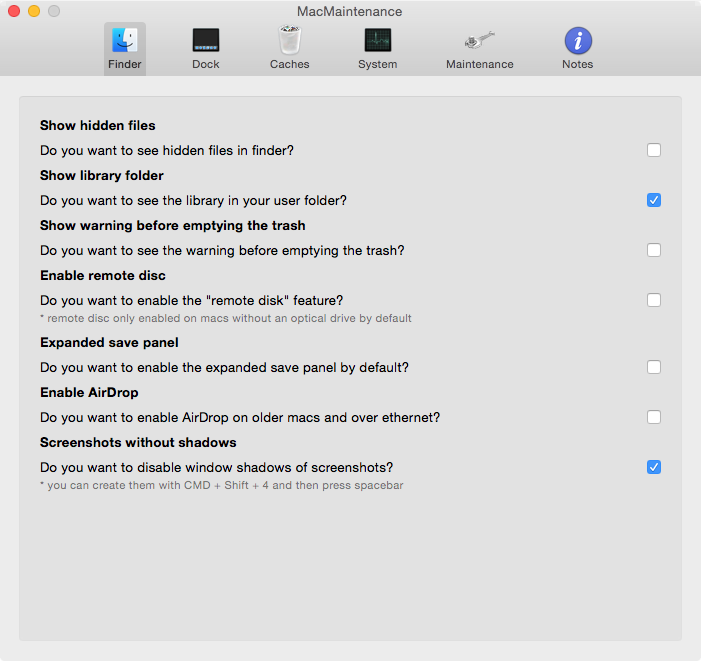 MacMaintenance
Finder
Dock
Caches
System
Maintenance
Notes
Show hidden files
Do you want to see hidden files in finder?
Show library folder
Do you want to see the library in your user folder?
Show warning before emptying the trash
Do you want to see the warning before emptying the trash?
Enable remote disc
Do you want to enable the "remote disk" feature?
* remote disc only enabled on macs without an optical drive by default
Expanded save panel
Do you want to enable the expanded save panel by default?
Enable AirDrop
Do you want to enable AirDrop on older macs and over ethernet?
Screenshots without shadows
Do you want to disable window shadows of screenshots?
* you can create them with CMD + Shift + 4 and then press spacebar